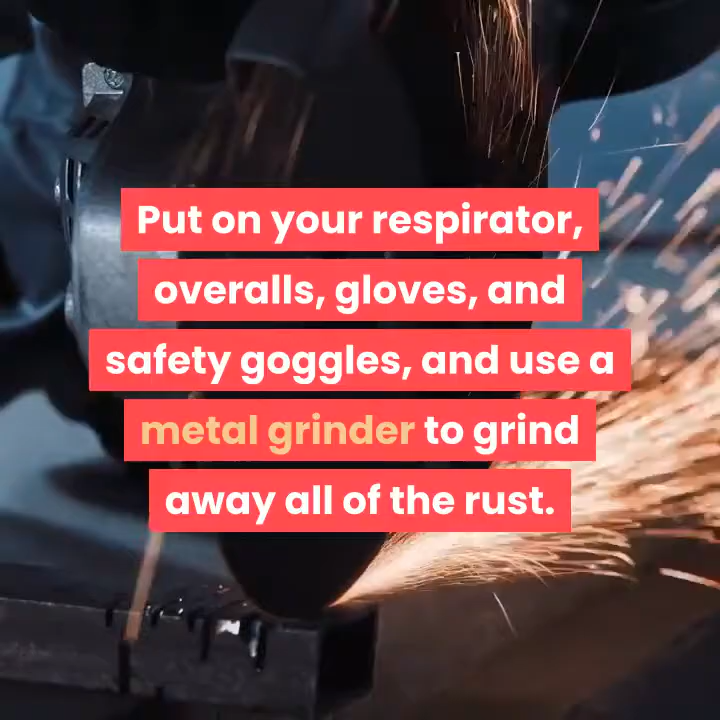 Put on your respirator,
overalls, gloves, and
safety goggles, and use a
metal grinder to grind
away all of the rust.